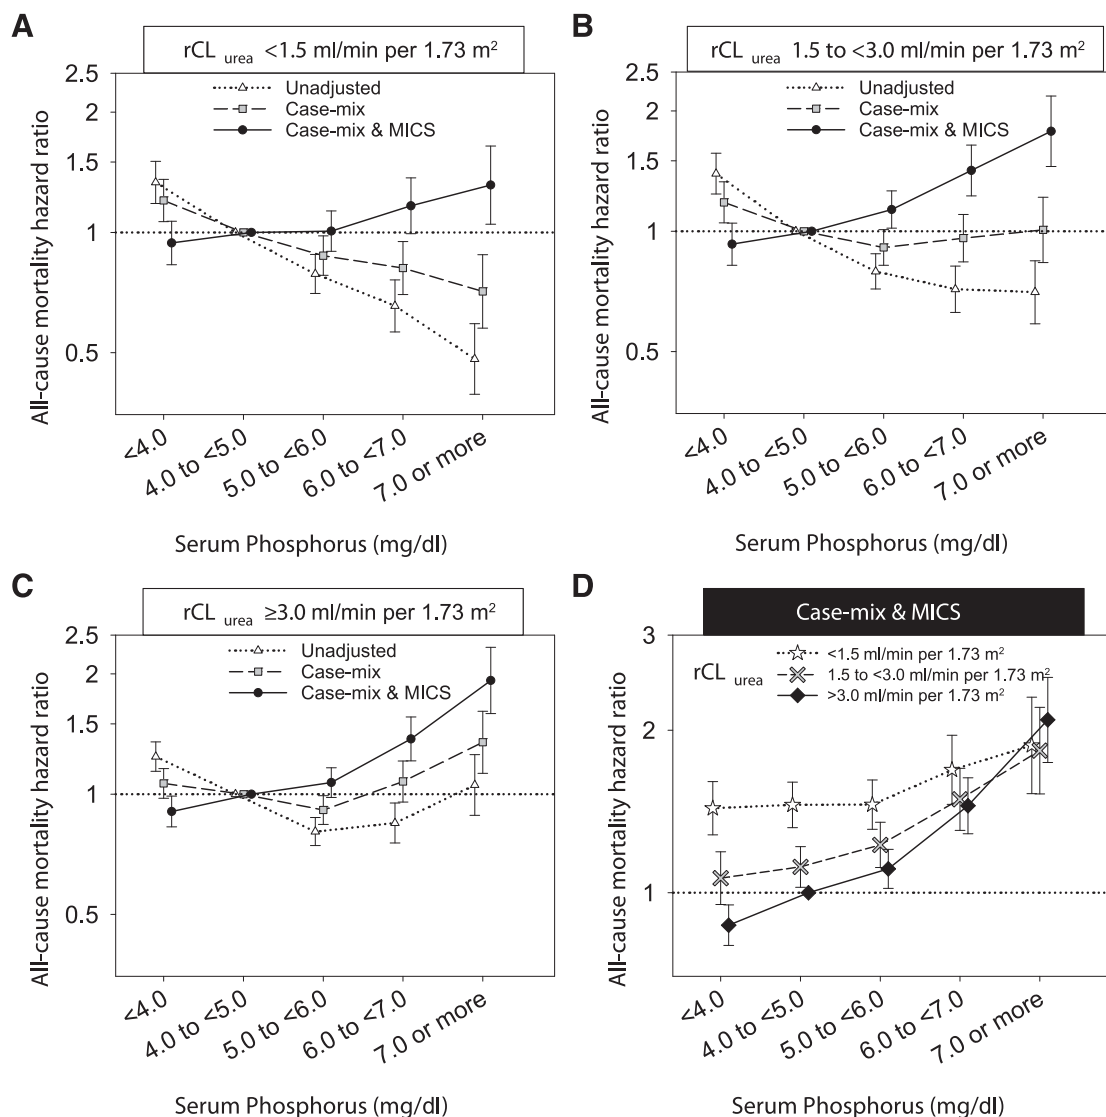 A
rCL urea <1.5 ml/min per 1.73 m²
2.5
2
1.5
1
0.5
All-cause mortality hazard ratio
Unadjusted
Case-mix
Case-mix & MICS
<4.0
4.0 to <5.0
5.0 to <6.0
6.0 to <7.0
7.0 or more
Serum Phosphorus (mg/dl)
B
rCL urea 1.5 to <3.0 ml/min per 1.73 m²
2.5
2
1.5
1
0.5
All-cause mortality hazard ratio
Unadjusted
Case-mix
Case-mix & MICS
<4.0
4.0 to <5.0
5.0 to <6.0
6.0 to <7.0
7.0 or more
Serum Phosphorus (mg/dl)
C
rCL urea ≥3.0 ml/min per 1.73 m²
2.5
2
1.5
1
0.5
All-cause mortality hazard ratio
Unadjusted
Case-mix
Case-mix & MICS
<4.0
4.0 to <5.0
5.0 to <6.0
6.0 to <7.0
7.0 or more
Serum Phosphorus (mg/dl)
D
Case-mix & MICS
3
2
1
All-cause mortality hazard ratio
rCL urea
<1.5 ml/min per 1.73 m²
1.5 to <3.0 ml/min per 1.73 m²
>3.0 ml/min per 1.73 m²
<4.0
4.0 to <5.0
5.0 to <6.0
6.0 to <7.0
7.0 or more
Serum Phosphorus (mg/dl)